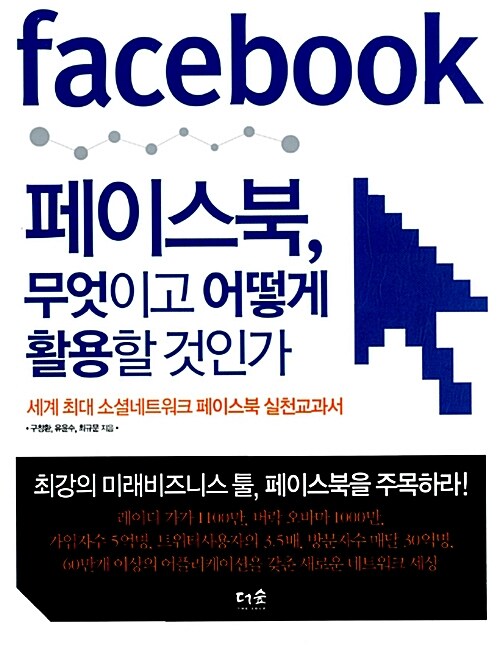 facebook
페이스북,
무엇이고 어떻게
활용할 것인가
세계 최대 소셜네트워크 페이스북 실천교과서
• 구창환, 유윤수, 최규문 지음 •
최강의 미래비즈니스 툴, 페이스북을 주목하라!
레이디 가가 1100만, 버락 오바마 1000만,
가입자수 5억명, 트위터사용자의 3.5배, 방문자수 매달 30억명,
60만개 이상의 어플리케이션을 갖춘 새로운 네트워크 세상
더숲